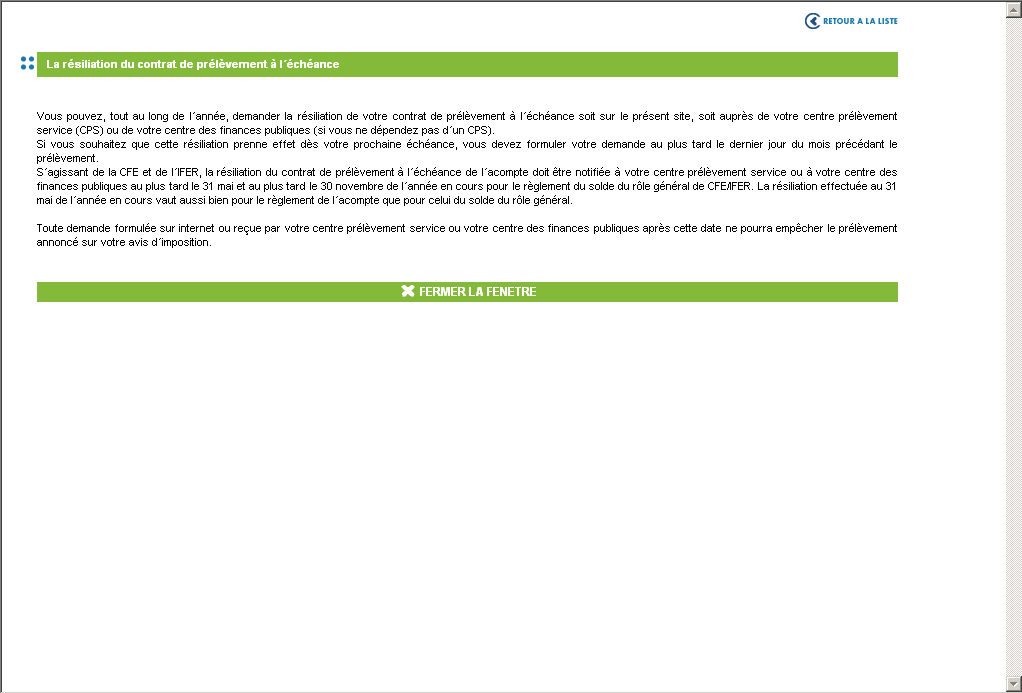 RETOUR A LA LISTE
La résiliation du contrat de prélèvement à l´échéance
Vous pouvez, tout au long de l´année, demander la résiliation de votre contrat de prélèvement à l´échéance soit sur le présent site, soit auprès de votre centre prélèvement
service (CPS) ou de votre centre des finances publiques (si vous ne dépendez pas d´un CPS).
Si vous souhaitez que cette résiliation prenne effet dès votre prochaine échéance, vous devez formuler votre demande au plus tard le dernier jour du mois précédant le
prélèvement.
S´agissant de la CFE et de l´IFER, la résiliation du contrat de prélèvement à l´échéance de l´acompte doit être notifiée à votre centre prélèvement service ou à votre centre des
finances publiques au plus tard le 31 mai et au plus tard le 30 novembre de l´année en cours pour le règlement du solde du rôle général de CFE/IFER. La résiliation effectuée au 31
mai de l´année en cours vaut aussi bien pour le règlement de l´acompte que pour celui du solde du rôle général.
Toute demande formulée sur internet ou reçue par votre centre prélèvement service ou votre centre des finances publiques après cette date ne pourra empêcher le prélèvement
annoncé sur votre avis d´imposition.
FERMER LA FENETRE